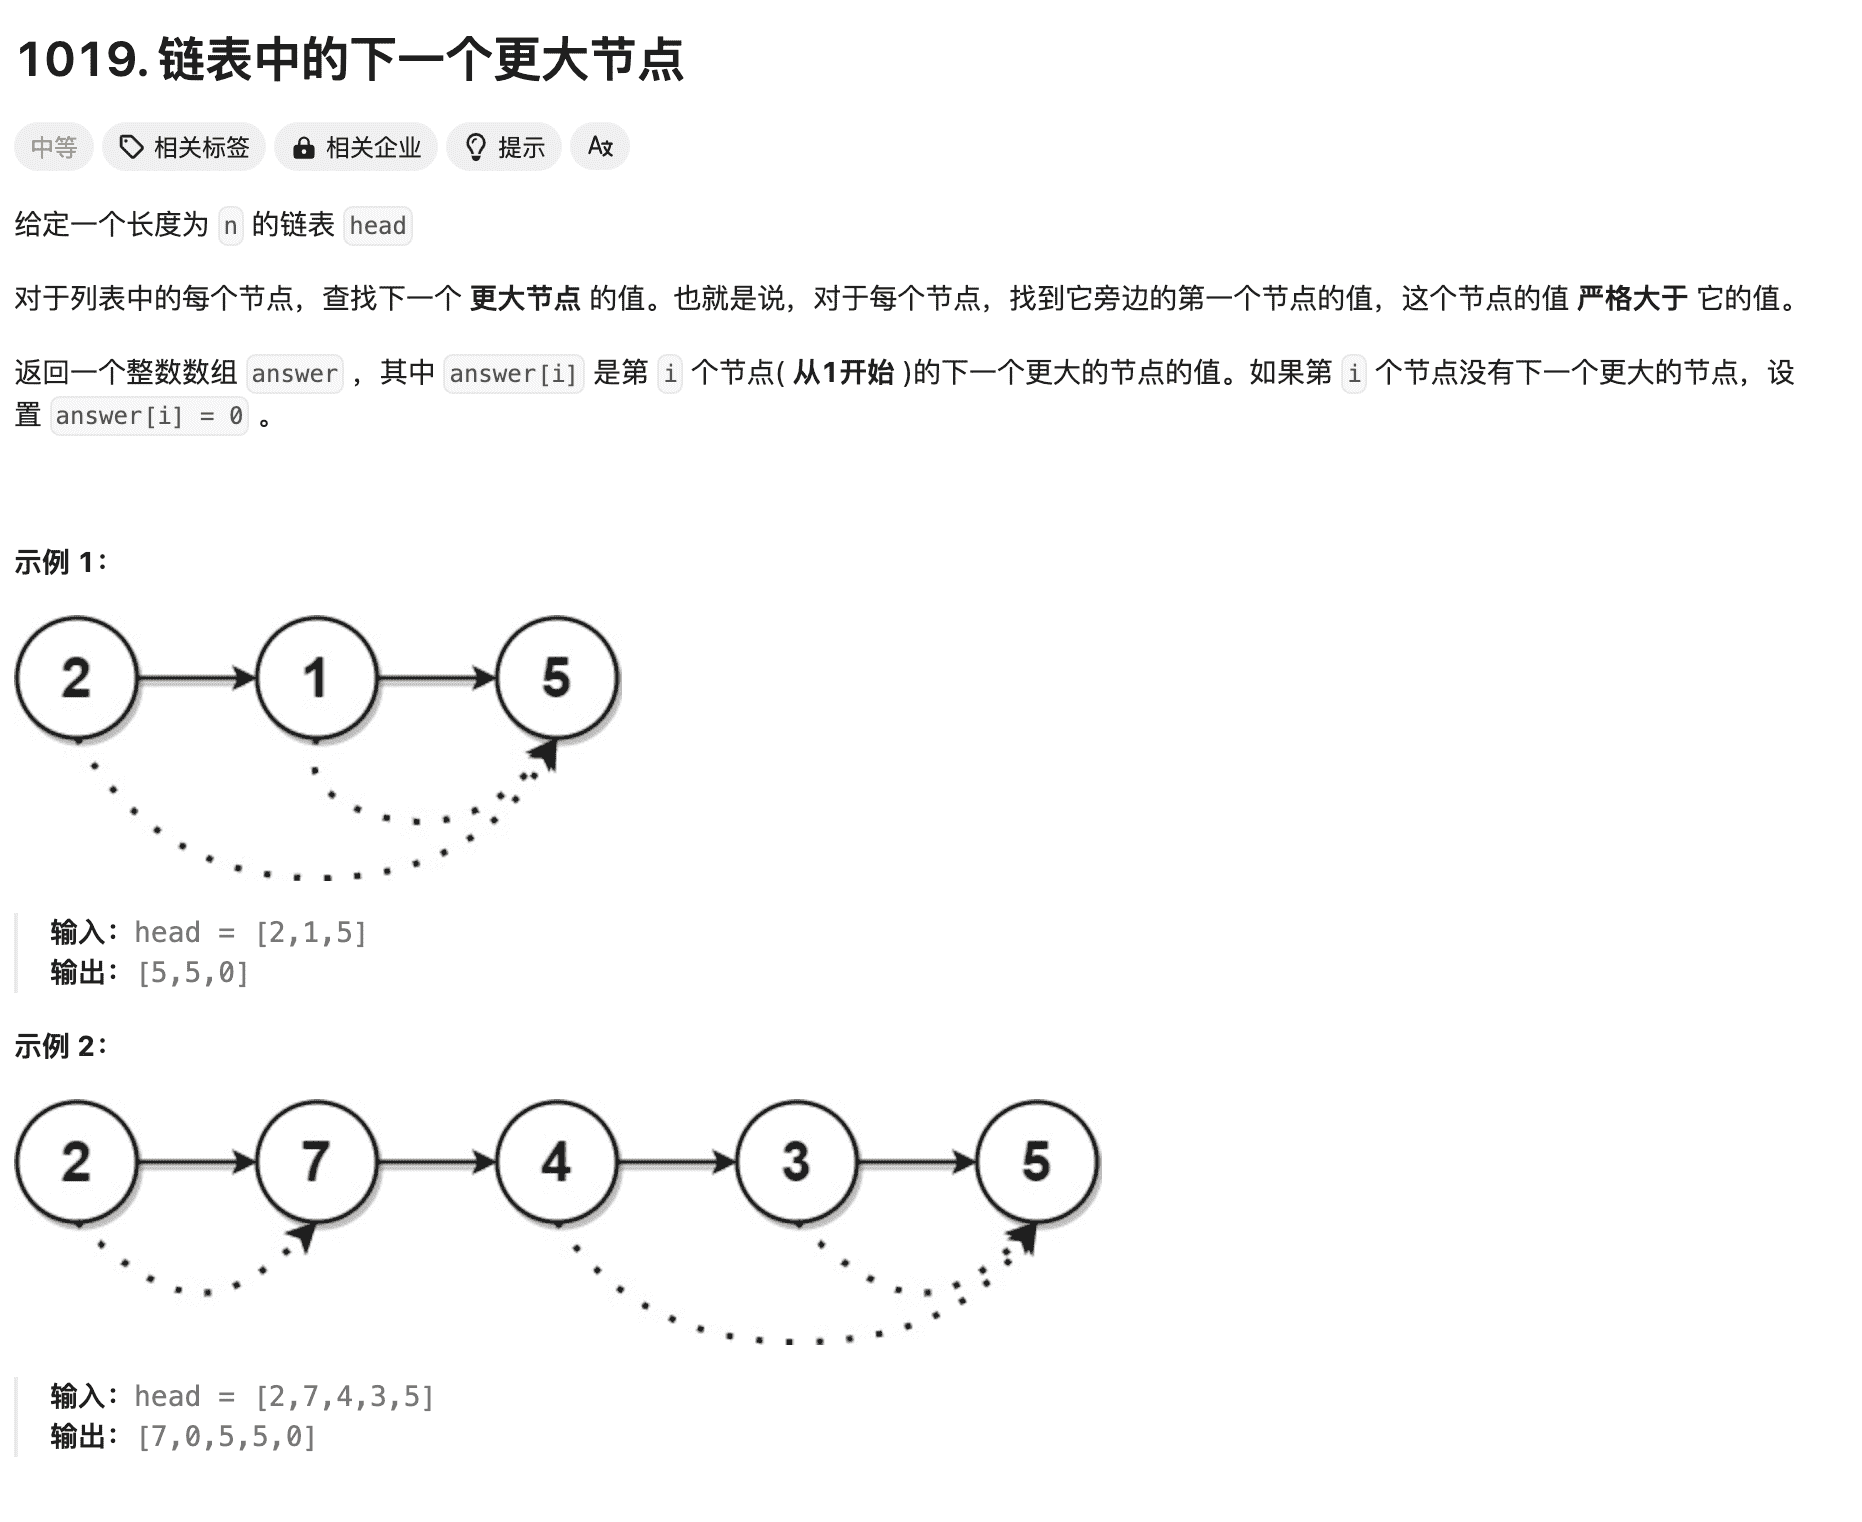 1019. 链表中的下一个更大节点
中等 相关标签 相关企业 提示 A文
给定一个长度为 n 的链表 head
对于列表中的每个节点，查找下一个 更大节点 的值。也就是说，对于每个节点，找到它旁边的第一个节点的值，这个节点的值 严格大于 它的值。
返回一个整数数组 answer ，其中 answer[i] 是第 i 个节点( 从1开始 )的下一个更大的节点的值。如果第 i 个节点没有下一个更大的节点，设
置 answer[i] = 0 。
示例 1：
2 1 5
输入：head = [2,1,5]
输出：[5,5,0]
示例 2：
2 7 4 3 5
输入：head = [2,7,4,3,5]
输出：[7,0,5,5,0]